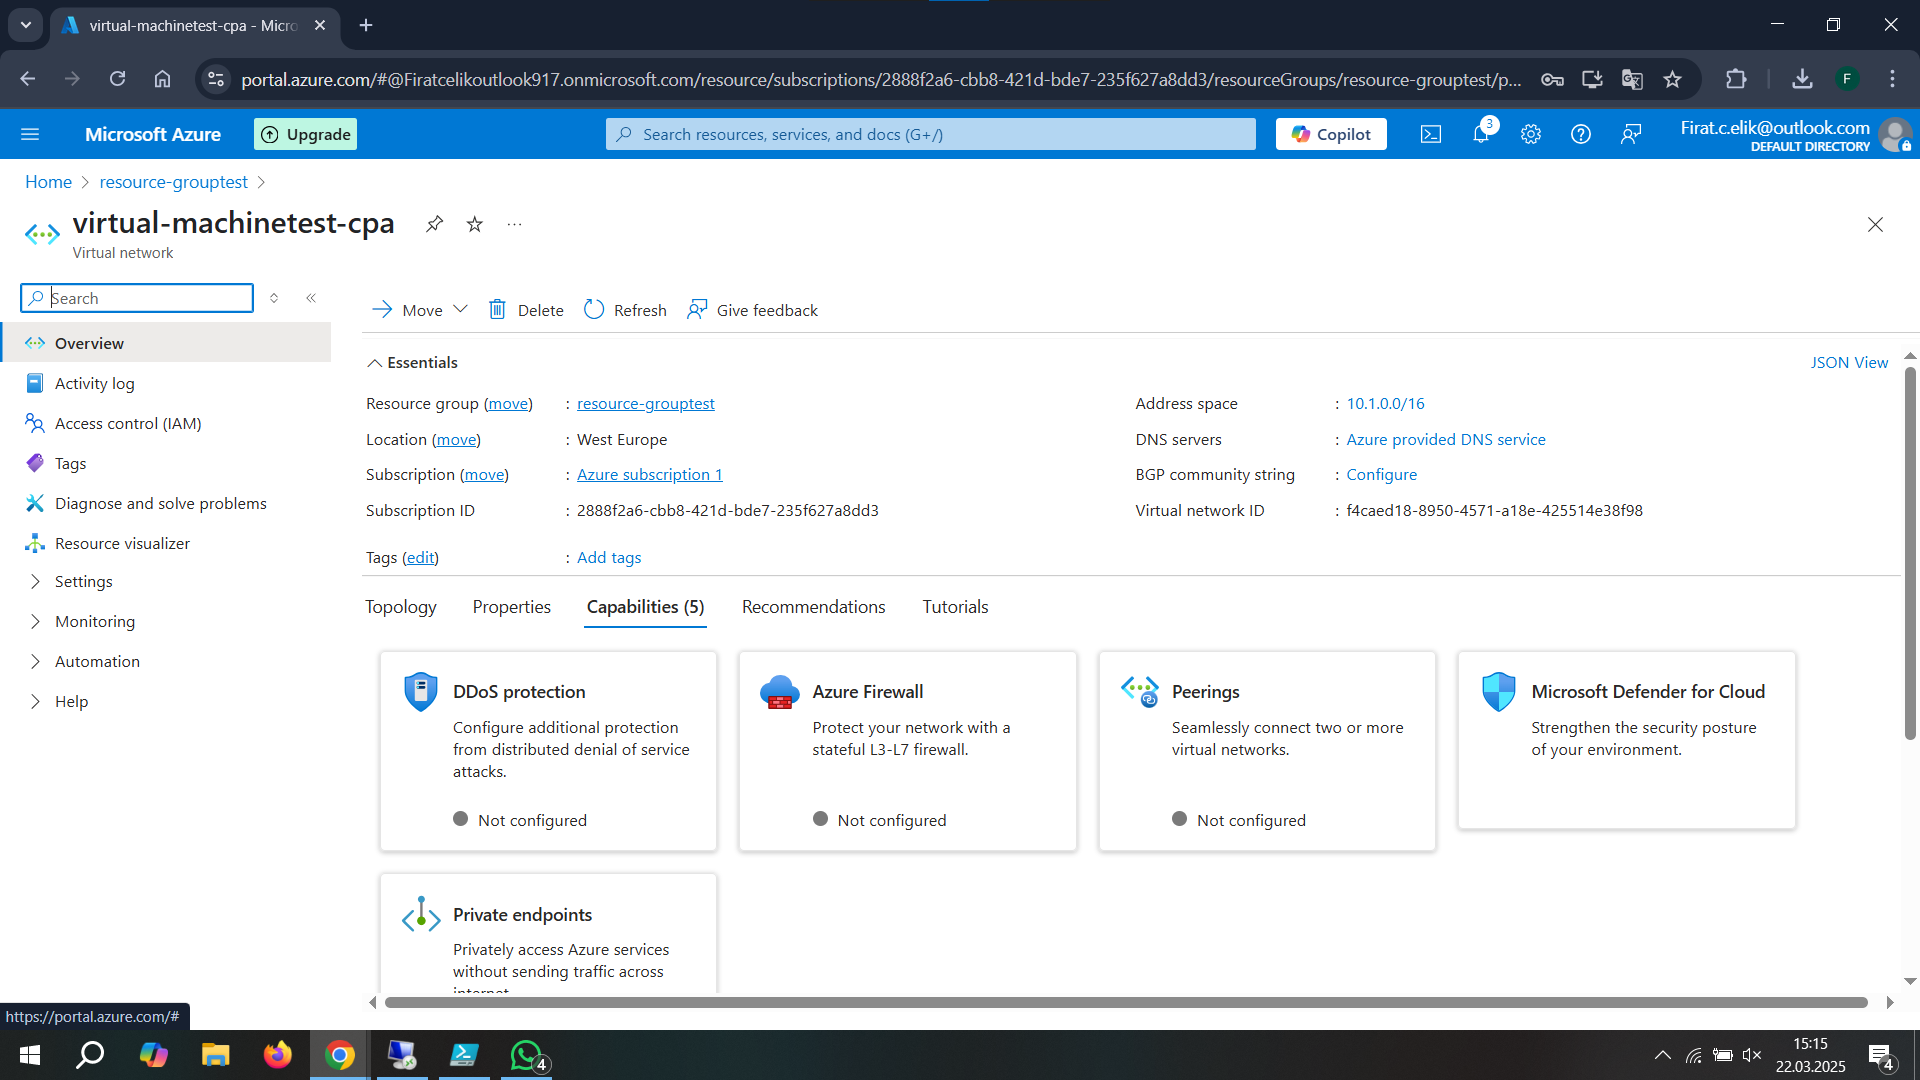 virtual-machinetest-cpa - Micro
portal.azure.com/#@Firatcelikoutlook917.onmicrosoft.com/resource/subscriptions/2888f2a6-cbb8-421d-bde7-235f627a8dd3/resourceGroups/resource-grouptest/p...
F
Microsoft Azure
Upgrade
Search resources, services, and docs (G+/)
Copilot
3
Firat.c.elik@outlook.com
DEFAULT DIRECTORY
Home > resource-grouptest >
virtual-machinetest-cpa
Virtual network
Search
Overview
Activity log
Access control (IAM)
Tags
Diagnose and solve problems
Resource visualizer
Settings
Monitoring
Automation
Help
Move
Delete
Refresh
Give feedback
Essentials
JSON View
Resource group (move) : resource-grouptest
Location (move) : West Europe
Subscription (move) : Azure subscription 1
Subscription ID : 2888f2a6-cbb8-421d-bde7-235f627a8dd3
Tags (edit) : Add tags
Address space : 10.1.0.0/16
DNS servers : Azure provided DNS service
BGP community string : Configure
Virtual network ID : f4caed18-8950-4571-a18e-425514e38f98
Topology
Properties
Capabilities (5)
Recommendations
Tutorials
DDoS protection
Configure additional protection
from distributed denial of service
attacks.
Not configured
Azure Firewall
Protect your network with a
stateful L3-L7 firewall.
Not configured
Peerings
Seamlessly connect two or more
virtual networks.
Not configured
Microsoft Defender for Cloud
Strengthen the security posture
of your environment.
Private endpoints
Privately access Azure services
without sending traffic across
internet.
https://portal.azure.com/#
4
15:15
22.03.2025
4